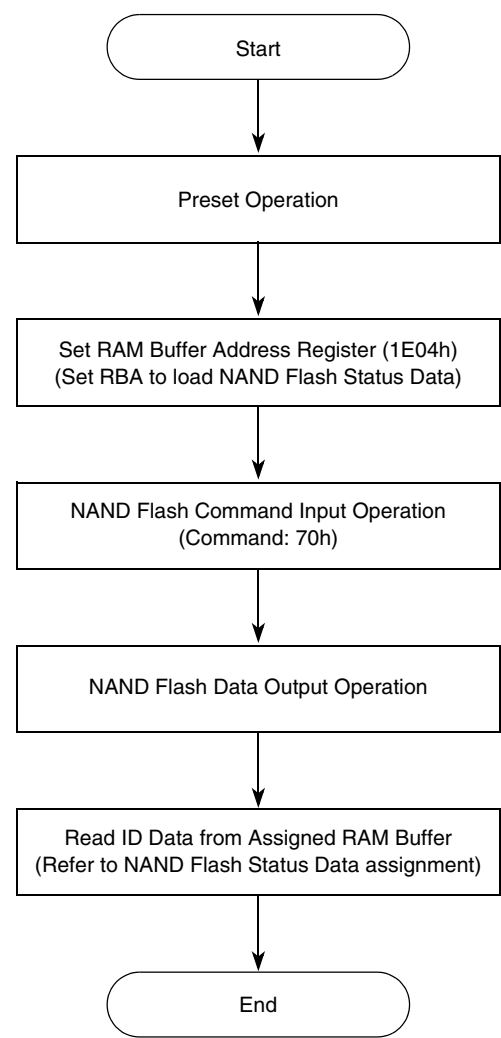 Start
Preset Operation
Set RAM Buffer Address Register (1E04h)
(Set RBA to load NAND Flash Status Data)
NAND Flash Command Input Operation
(Command: 70h)
NAND Flash Data Output Operation
Read ID Data from Assigned RAM Buffer
(Refer to NAND Flash Status Data assignment)
End